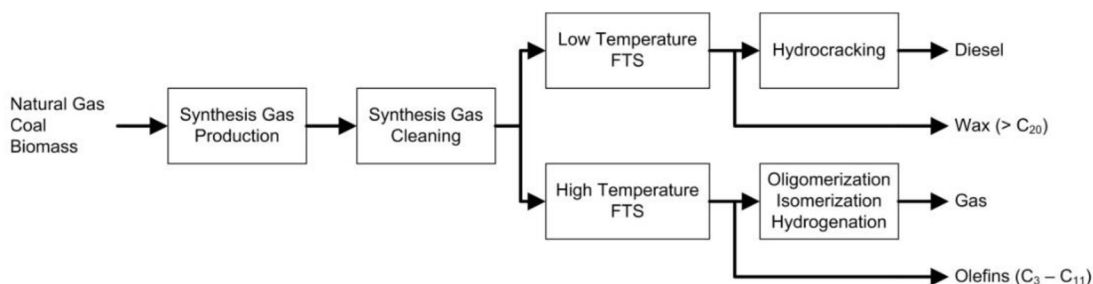 Natural Gas
Coal
Biomass
Synthesis Gas
Production
Synthesis Gas
Cleaning
Low Temperature
FTS
Hydrocracking
Diesel
Wax (> C20)
High Temperature
FTS
Oligomerization
Isomerization
Hydrogenation
Gas
Olefins (C3 – C11)